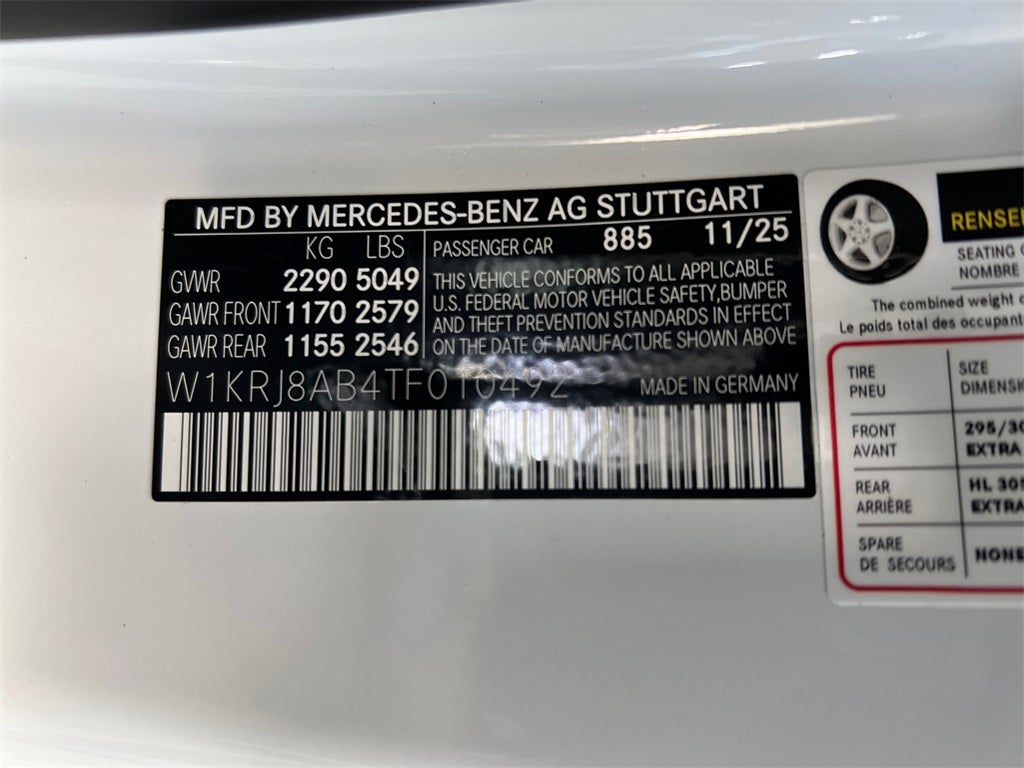 MFD BY MERCEDES-BENZ AG STUTTGART
KG LBS
PASSENGER CAR 885 11/25
GVWR 2290 5049
GAWR FRONT 1170 2579
GAWR REAR 1155 2546
THIS VEHICLE CONFORMS TO ALL APPLICABLE
U.S. FEDERAL MOTOR VEHICLE SAFETY, BUMPER
AND THEFT PREVENTION STANDARDS IN EFFECT
ON THE DATE OF MANUFACTURE SHOWN ABOVE
W1KRJ8AB4TF010492
MADE IN GERMANY
RENSE
SEATING
NOMBRE
The combined weight
Le poids total des occupant
TIRE
PNEU
SIZE
DIMENSI
FRONT
AVANT
295/30
EXTRA
REAR
ARRIÈRE
HL 305
EXTRA
SPARE
DE SECOURS
NONE